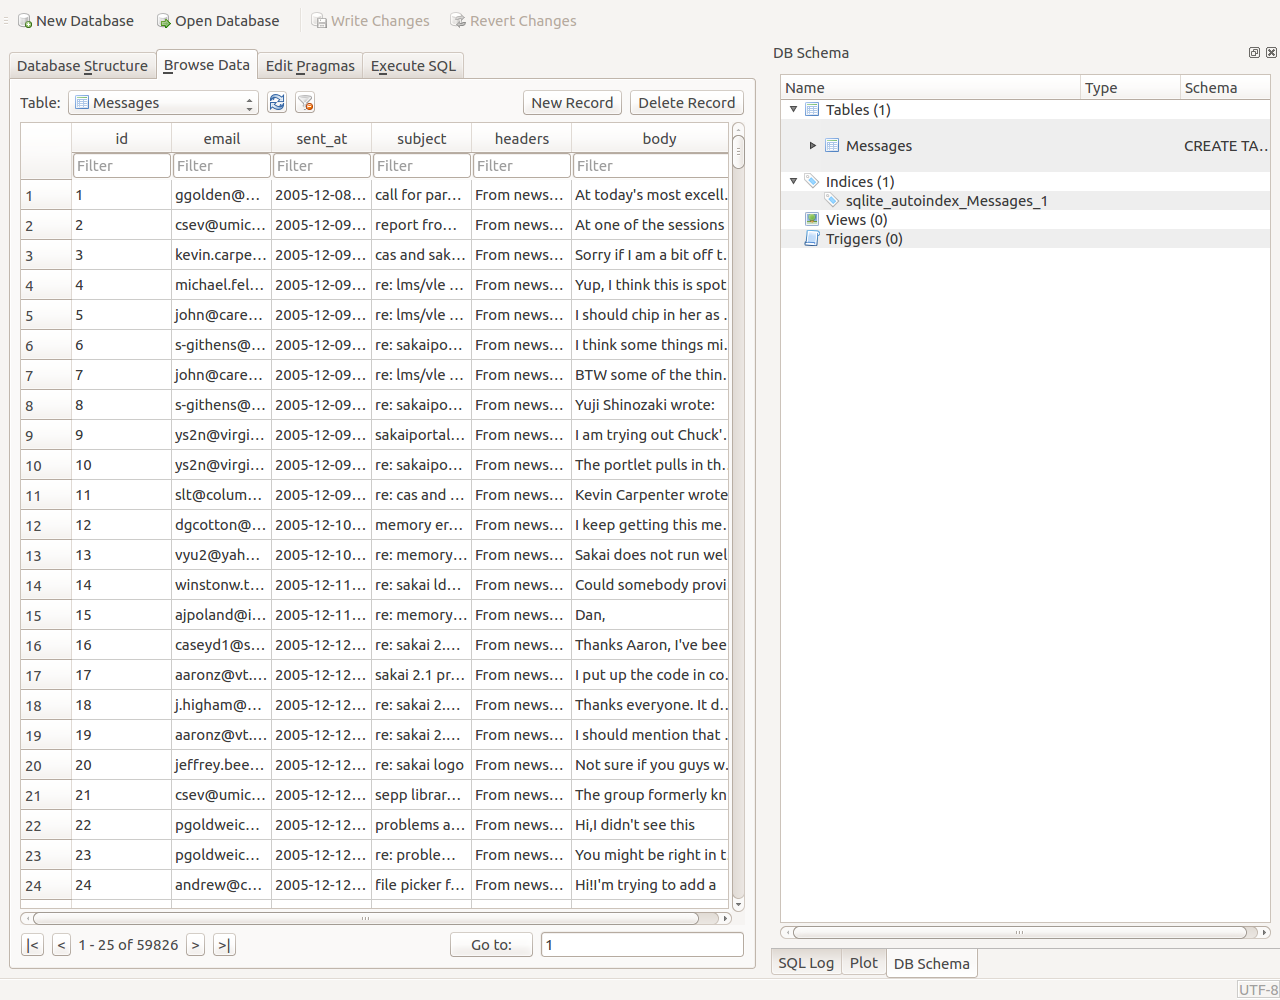 New Database Open Database Write Changes Revert Changes
Database Structure Browse Data Edit Pragmas Execute SQL
Table: Messages New Record Delete Record
id email sent_at subject headers body
Filter Filter Filter Filter Filter Filter
1 1 ggolden@... 2005-12-08... call for par... From news... At today's most excell...
2 2 csev@umic... 2005-12-09... report fro... From news... At one of the sessions
3 3 kevin.carpe... 2005-12-09... cas and sak... From news... Sorry if I am a bit off t...
4 4 michael.fel... 2005-12-09... re: lms/vle ... From news... Yup, I think this is spot
5 5 john@care... 2005-12-09... re: lms/vle ... From news... I should chip in her as ...
6 6 s-githens@... 2005-12-09... re: sakaipo... From news... I think some things mi...
7 7 john@care... 2005-12-09... re: lms/vle ... From news... BTW some of the thin...
8 8 s-githens@... 2005-12-09... re: sakaipo... From news... Yuji Shinozaki wrote:
9 9 ys2n@virgi... 2005-12-09... sakaiportal... From news... I am trying out Chuck'...
10 10 ys2n@virgi... 2005-12-09... re: sakaipo... From news... The portlet pulls in th...
11 11 slt@colum... 2005-12-09... re: cas and ... From news... Kevin Carpenter wrote
12 12 dgcotton@... 2005-12-10... memory er... From news... I keep getting this me...
13 13 vyu2@yah... 2005-12-10... re: memory... From news... Sakai does not run wel
14 14 winstonw.t... 2005-12-11... re: sakai ld... From news... Could somebody provi
15 15 ajpoland@i... 2005-12-11... re: memory... From news... Dan,
16 16 caseyd1@s... 2005-12-12... re: sakai 2.... From news... Thanks Aaron, I've bee
17 17 aaronz@vt.... 2005-12-12... sakai 2.1 pr... From news... I put up the code in co...
18 18 j.higham@... 2005-12-12... re: sakai 2.... From news... Thanks everyone. It d...
19 19 aaronz@vt.... 2005-12-12... re: sakai 2.... From news... I should mention that ...
20 20 jeffrey.bee... 2005-12-12... re: sakai logo From news... Not sure if you guys w...
21 21 csev@umic... 2005-12-12... sepp librar... From news... The group formerly kn
22 22 pgoldweic... 2005-12-12... problems a... From news... Hi,I didn't see this
23 23 pgoldweic... 2005-12-12... re: proble... From news... You might be right in t
24 24 andrew@c... 2005-12-12... file picker f... From news... Hi!I'm trying to add a
|< < 1 - 25 of 59826 > >| Go to: 1
DB Schema
Name Type Schema
Tables (1)
Messages CREATE TA...
Indices (1)
sqlite_autoindex_Messages_1
Views (0)
Triggers (0)
SQL Log Plot DB Schema
UTF-8